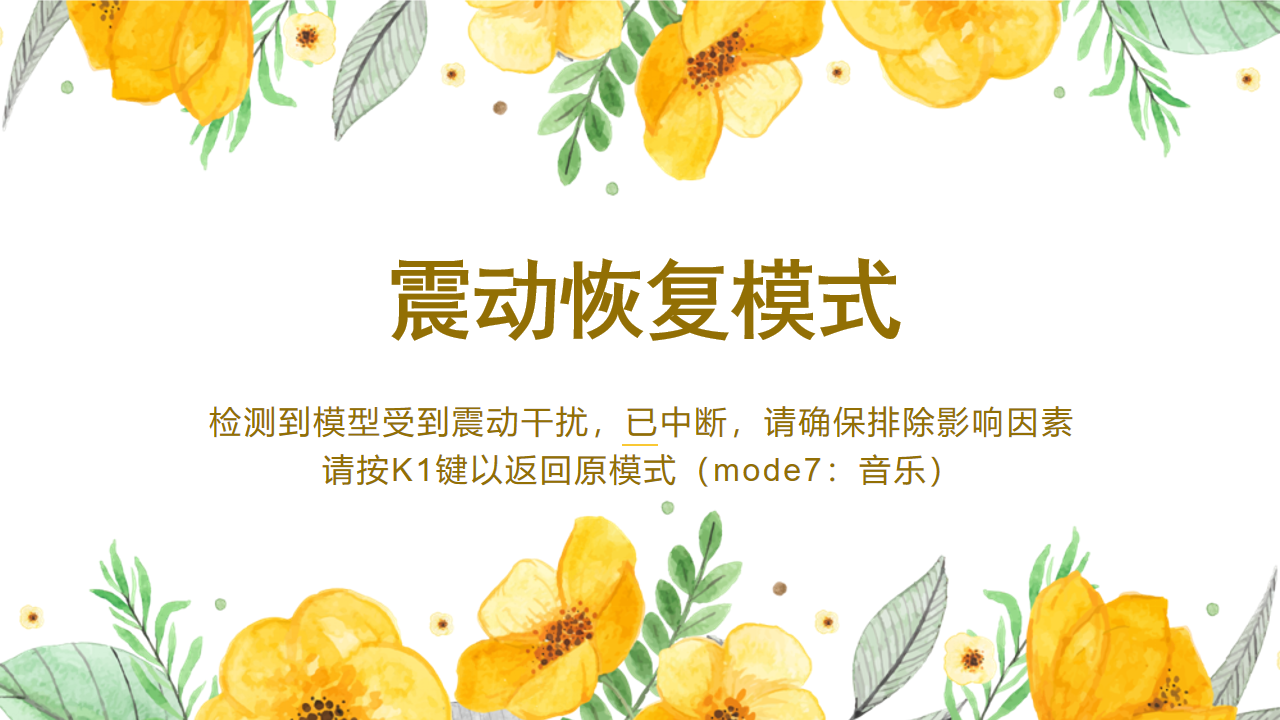 震动恢复模式
检测到模型受到震动干扰，已中断，请确保排除影响因素
请按K1键以返回原模式（mode7：音乐）